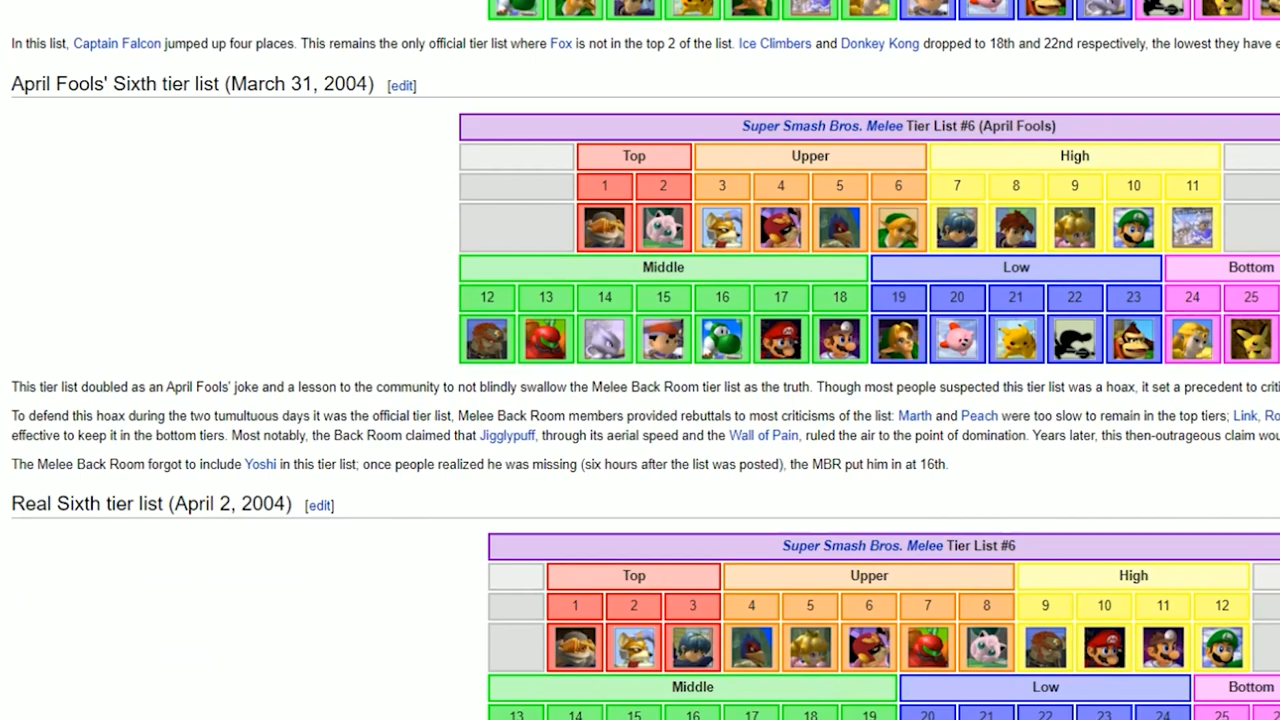 In this list, Captain Falcon jumped up four places. This remains the only official tier list where Fox is not in the top 2 of the list. Ice Climbers and Donkey Kong dropped to 18th and 22nd respectively, the lowest they have e
April Fools' Sixth tier list (March 31, 2004) [edit]
Super Smash Bros. Melee Tier List #6 (April Fools)
Top Upper High
1 2 3 4 5 6 7 8 9 10 11
Middle Low Bottom
12 13 14 15 16 17 18 19 20 21 22 23 24 25
This tier list doubled as an April Fools' joke and a lesson to the community to not blindly swallow the Melee Back Room tier list as the truth. Though most people suspected this tier list was a hoax, it set a precedent to criti
To defend this hoax during the two tumultuous days it was the official tier list, Melee Back Room members provided rebuttals to most criticisms of the list: Marth and Peach were too slow to remain in the top tiers; Link, Ro
effective to keep it in the bottom tiers. Most notably, the Back Room claimed that Jigglypuff, through its aerial speed and the Wall of Pain, ruled the air to the point of domination. Years later, this then-outrageous claim wou
The Melee Back Room forgot to include Yoshi in this tier list; once people realized he was missing (six hours after the list was posted), the MBR put him in at 16th.
Real Sixth tier list (April 2, 2004) [edit]
Super Smash Bros. Melee Tier List #6
Top Upper High
1 2 3 4 5 6 7 8 9 10 11 12
Middle Low Bottom
13 14 15 16 17 18 19 20 21 22 23 24 25